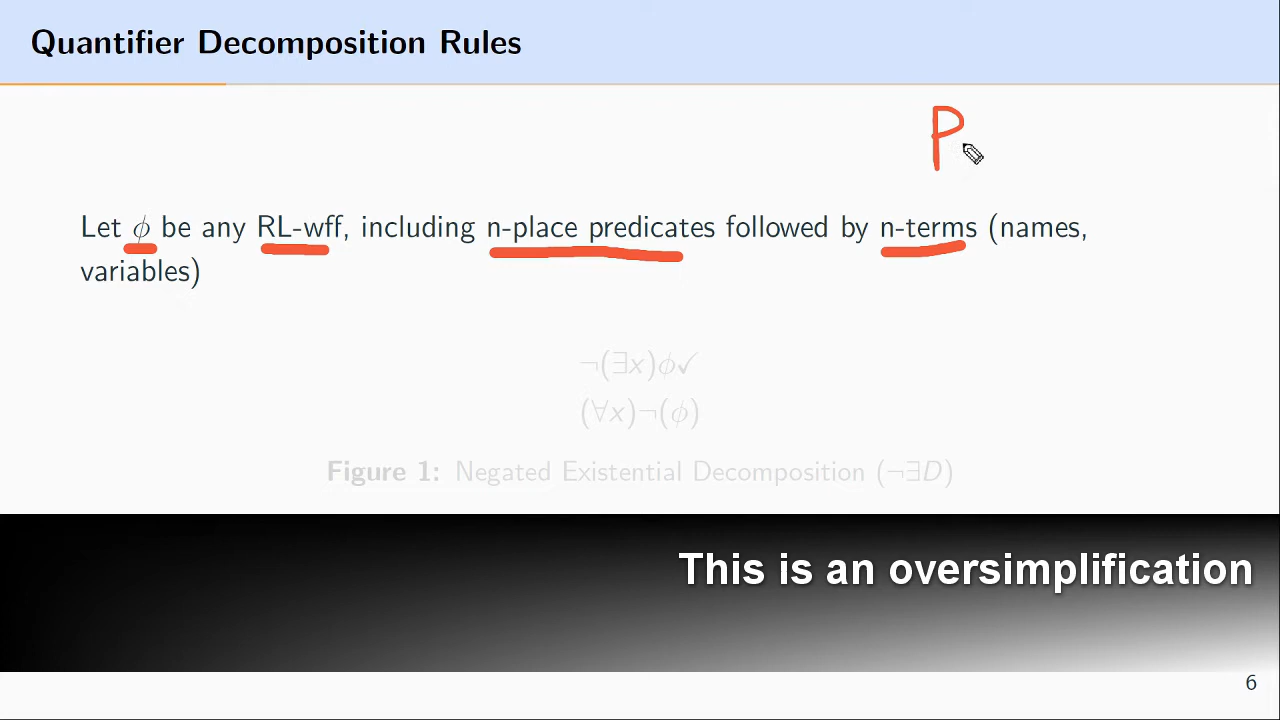 Quantifier Decomposition Rules
P
Let ϕ be any RL-wff, including n-place predicates followed by n-terms (names,
variables)
¬(∃x)ϕ✓
(∀x)¬(ϕ)
Figure 1: Negated Existential Decomposition (¬∃D)
This is an oversimplification
6